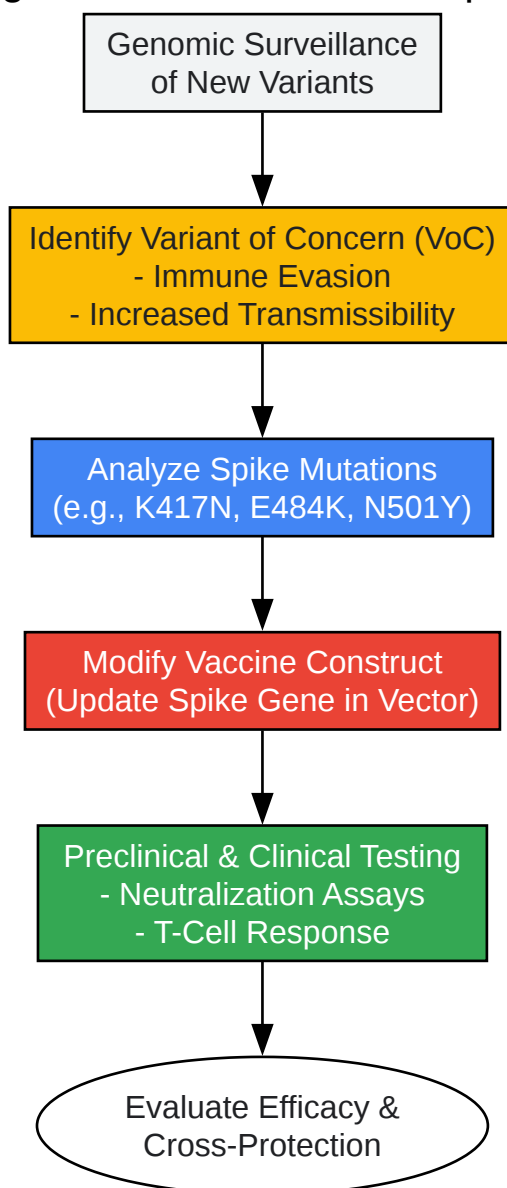 Genomic Surveillance
of New Variants
Identify Variant of Concern (VoC)
- Immune Evasion
- Increased Transmissibility
Analyze Spike Mutations
(e.g., K417N, E484K, N501Y)
Modify Vaccine Construct
(Update Spike Gene in Vector)
Preclinical & Clinical Testing
- Neutralization Assays
- T-Cell Response
Evaluate Efficacy &
Cross-Protection